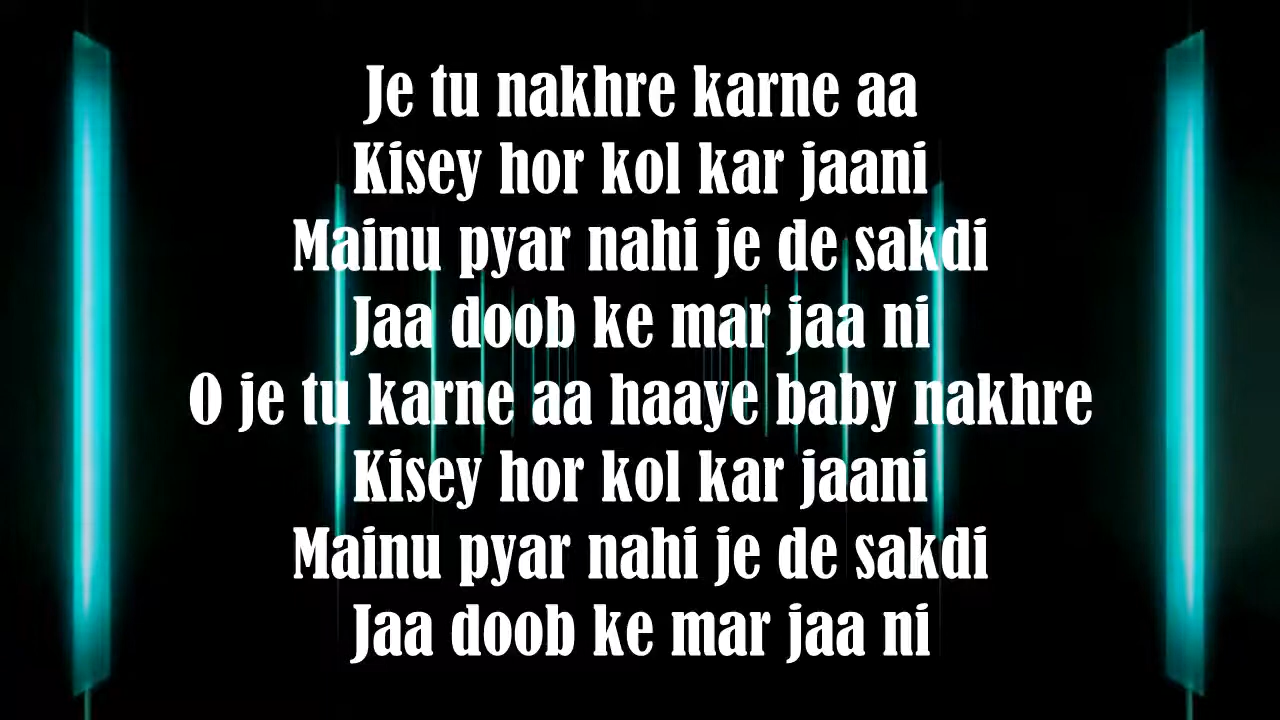 Je tu nakhre karne aa
Kisey hor kol kar jaani
Mainu pyar nahi je de sakdi
Jaa doob ke mar jaa ni
O je tu karne aa haaye baby nakhre
Kisey hor kol kar jaani
Mainu pyar nahi je de sakdi
Jaa doob ke mar jaa ni